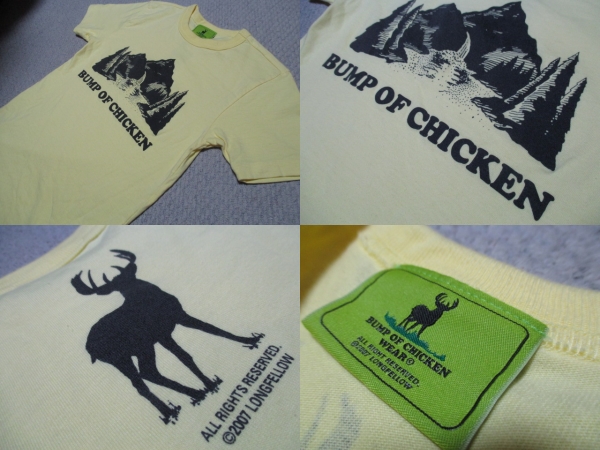 BUMP OF CHICKEN
BUMP OF CHICKEN
ALL RIGHTS RESERVED.
©2007 LONGFELLOW
BUMP OF CHICKEN
WEAR®
ALL RIGHT RESERVED.
©2007 LONGFELLOW